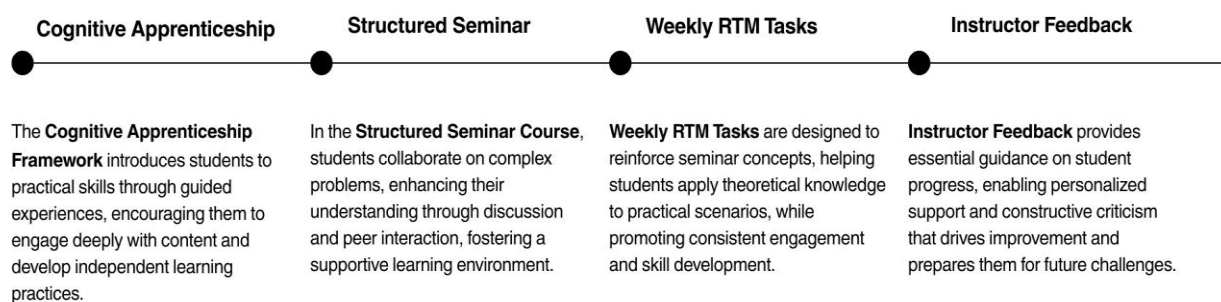 Cognitive Apprenticeship
Structured Seminar
Weekly RTM Tasks
Instructor Feedback
The Cognitive Apprenticeship
Framework introduces students to
practical skills through guided
experiences, encouraging them to
engage deeply with content and
develop independent learning
practices.
In the Structured Seminar Course,
students collaborate on complex
problems, enhancing their
understanding through discussion
and peer interaction, fostering a
supportive learning environment.
Weekly RTM Tasks are designed to
reinforce seminar concepts, helping
students apply theoretical knowledge
to practical scenarios, while
promoting consistent engagement
and skill development.
Instructor Feedback provides
essential guidance on student
progress, enabling personalized
support and constructive criticism
that drives improvement and
prepares them for future challenges.